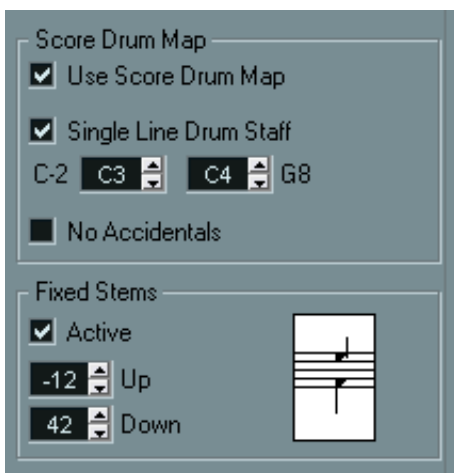 Score Drum Map
Use Score Drum Map
Single Line Drum Staff
C-2 C3 C4 G8
No Accidentals
Fixed Stems
Active
-12 Up
42 Down